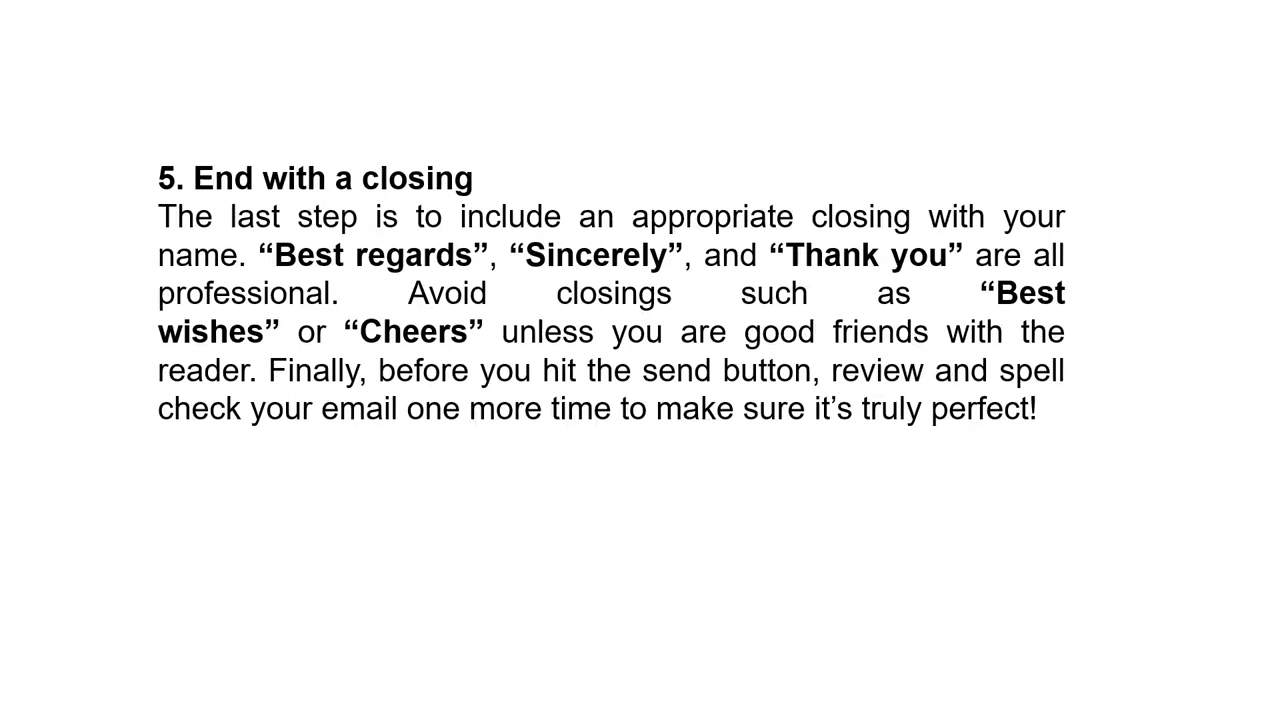 5. End with a closing
The last step is to include an appropriate closing with your
name. “Best regards”, “Sincerely”, and “Thank you” are all
professional. Avoid closings such as “Best
wishes” or “Cheers” unless you are good friends with the
reader. Finally, before you hit the send button, review and spell
check your email one more time to make sure it’s truly perfect!